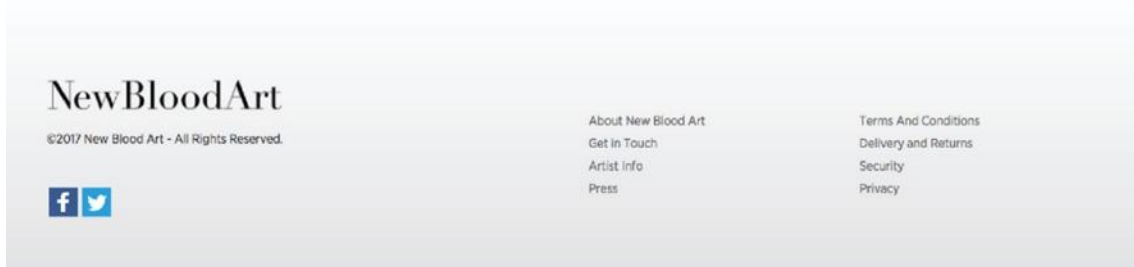 NewBloodArt
©2017 New Blood Art - All Rights Reserved.
About New Blood Art
Get in Touch
Artist Info
Press
Terms And Conditions
Delivery and Returns
Security
Privacy